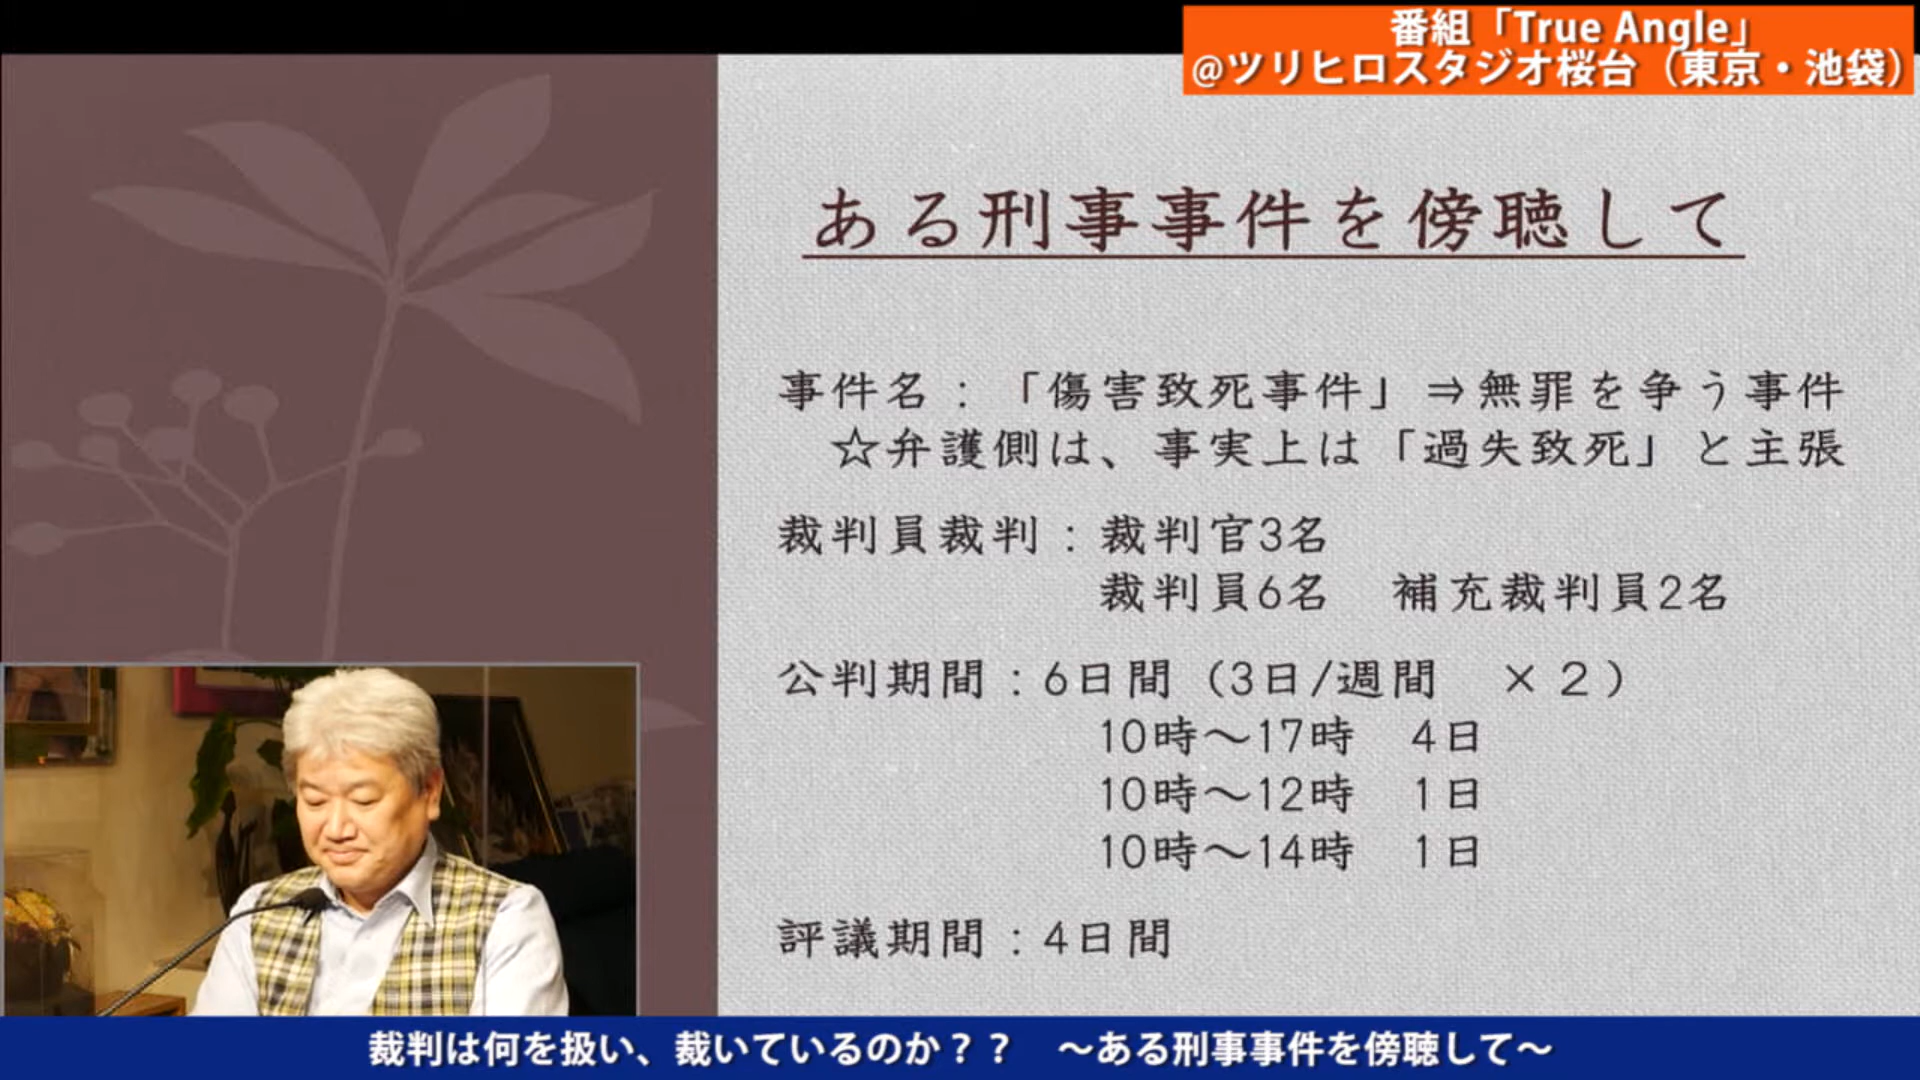 番組「True Angle」
@ツリヒロスタジオ桜台（東京・池袋）
ある刑事事件を傍聴して
事件名：「傷害致死事件」⇒無罪を争う事件
☆弁護側は、事実上は「過失致死」と主張
裁判員裁判：裁判官3名
裁判員6名　補充裁判員2名
公判期間：6日間（3日/週間　×２）
10時～17時　4日
10時～12時　1日
10時～14時　1日
評議期間：4日間
裁判は何を扱い、裁いているのか？？　～ある刑事事件を傍聴して～